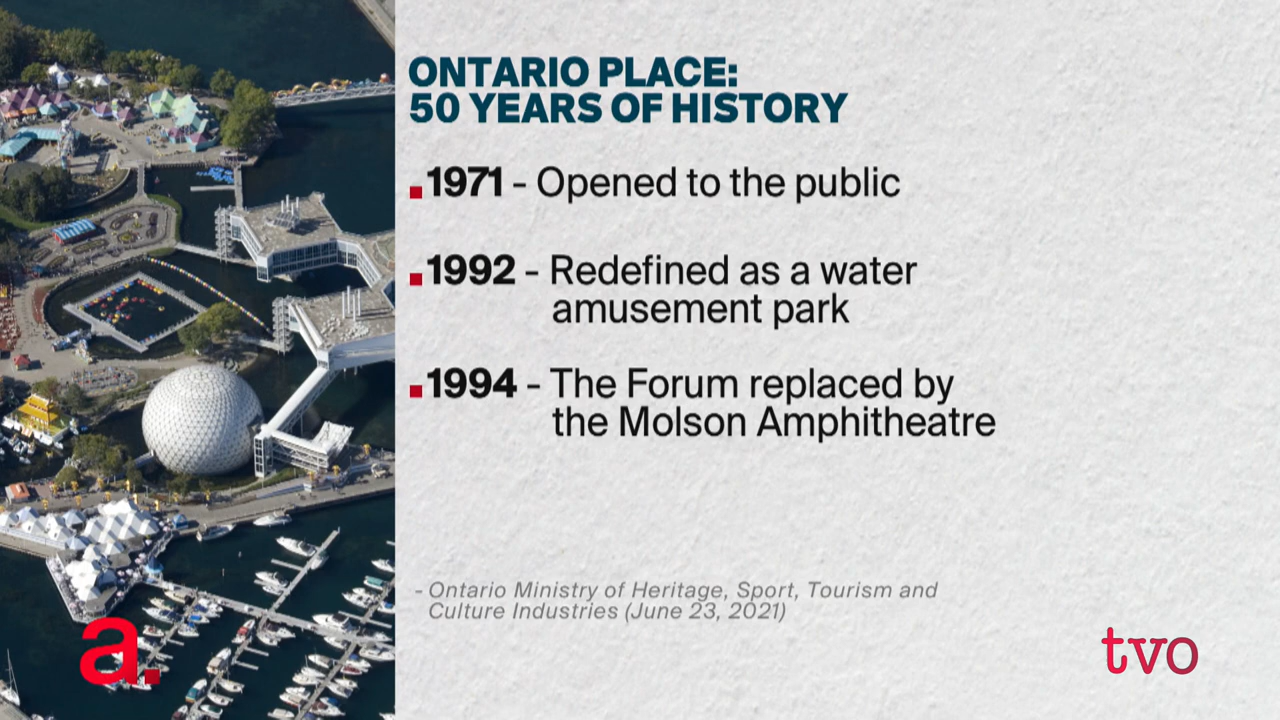 ONTARIO PLACE:
50 YEARS OF HISTORY
1971 - Opened to the public
1992 - Redefined as a water
amusement park
1994 - The Forum replaced by
the Molson Amphitheatre
- Ontario Ministry of Heritage, Sport, Tourism and
Culture Industries (June 23, 2021)
a.
tvo